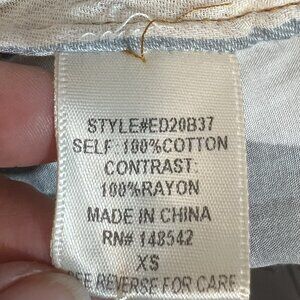 STYLE#ED20B37
SELF: 100%COTTON
CONTRAST:
100%RAYON
MADE IN CHINA
RN# 148542
XS
SEE REVERSE FOR CARE